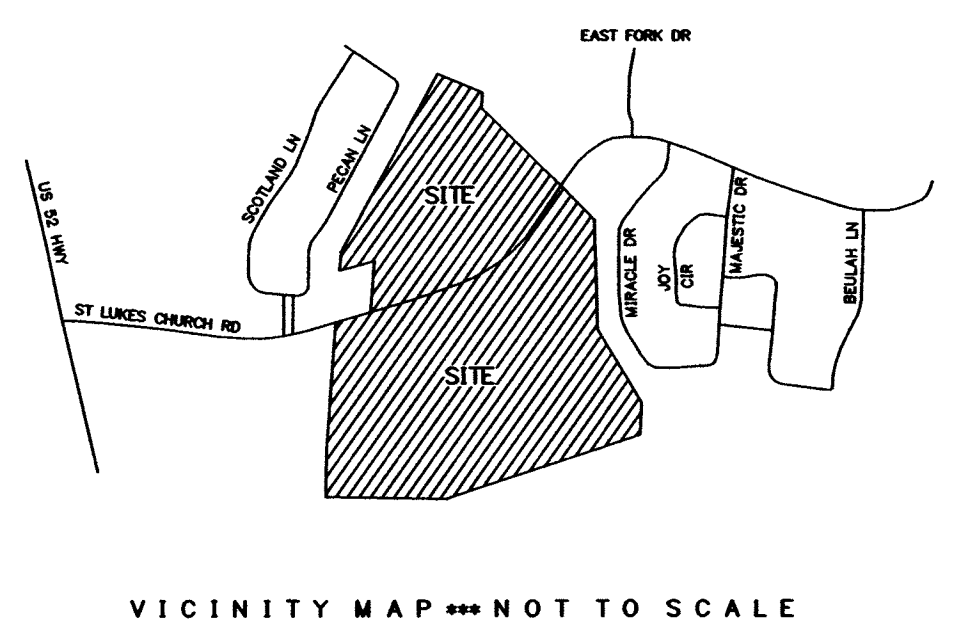 EAST FORK DR
SCOTLAND LN
PECAN LN
US 52 HWY
SITE
MAJESTIC DR
MIRACLE DR
JOY
CIR
BEULAH LN
ST LUKES CHURCH RD
SITE
VICINITY MAP***NOT TO SCALE